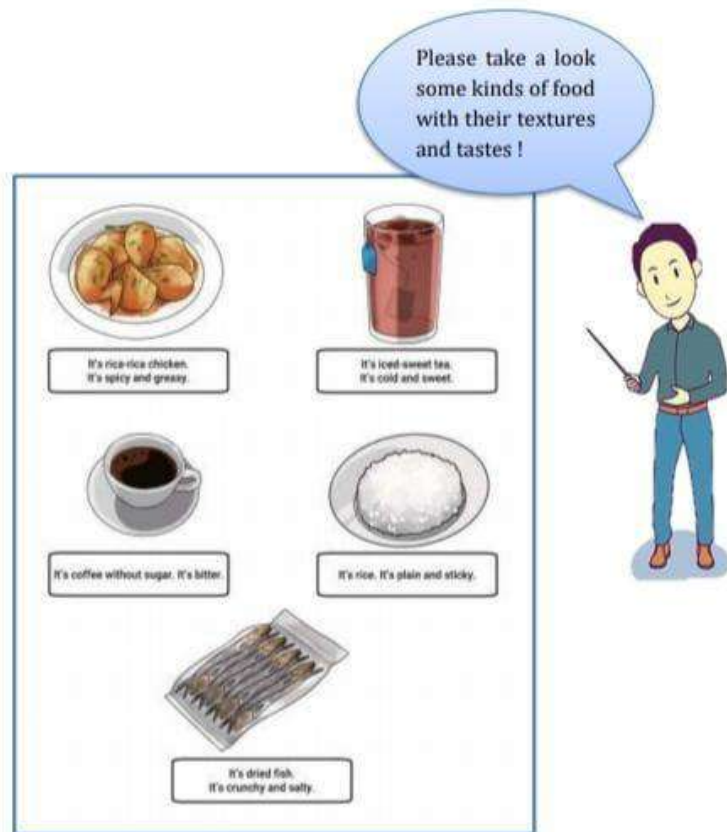 Please take a look
some kinds of food
with their textures
and tastes !
It's rica-rica chicken.
It's spicy and greasy.
It's iced-sweet tea.
It's cold and sweet.
It's coffee without sugar. It's bitter.
It's rice. It's plain and sticky.
It's dried fish.
It's crunchy and salty.